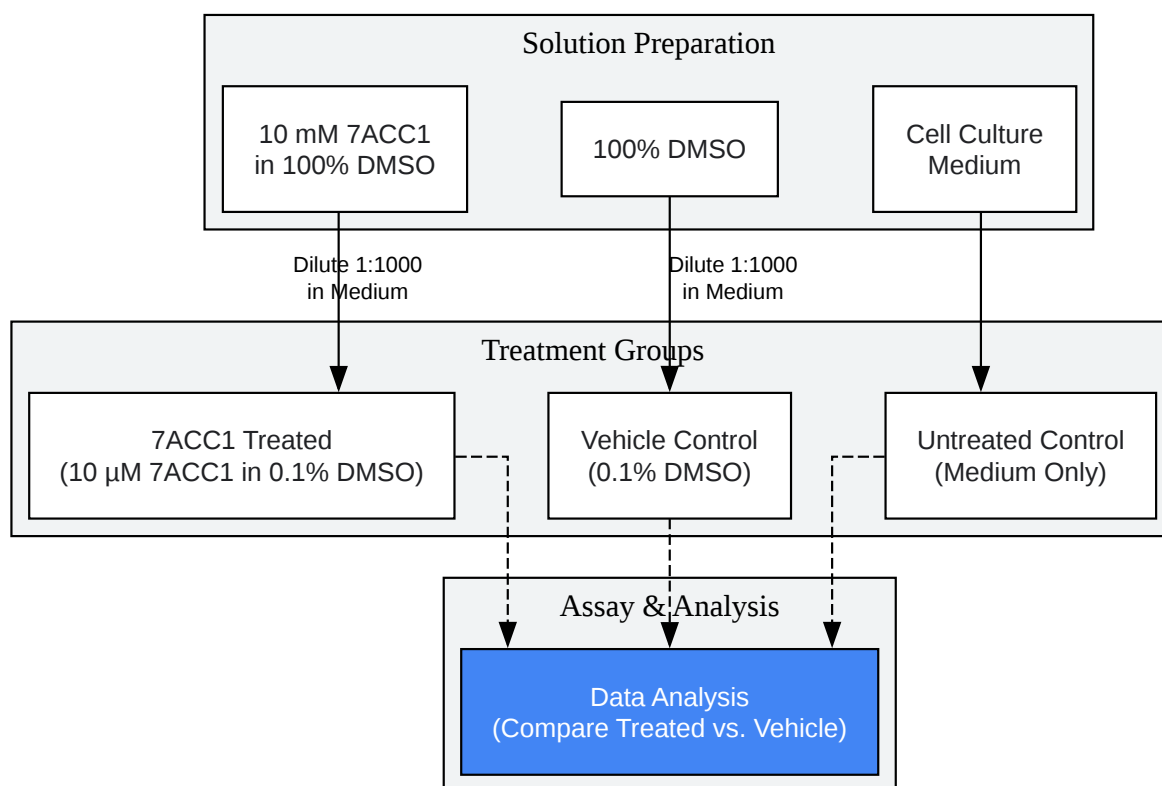 Solution Preparation
10 mM 7ACC1
in 100% DMSO
100% DMSO
Cell Culture
Medium
Dilute 1:1000
in Medium
Dilute 1:1000
in Medium
Treatment Groups
7ACC1 Treated
(10 µM 7ACC1 in 0.1% DMSO)
Vehicle Control
(0.1% DMSO)
Untreated Control
(Medium Only)
Assay & Analysis
Data Analysis
(Compare Treated vs. Vehicle)